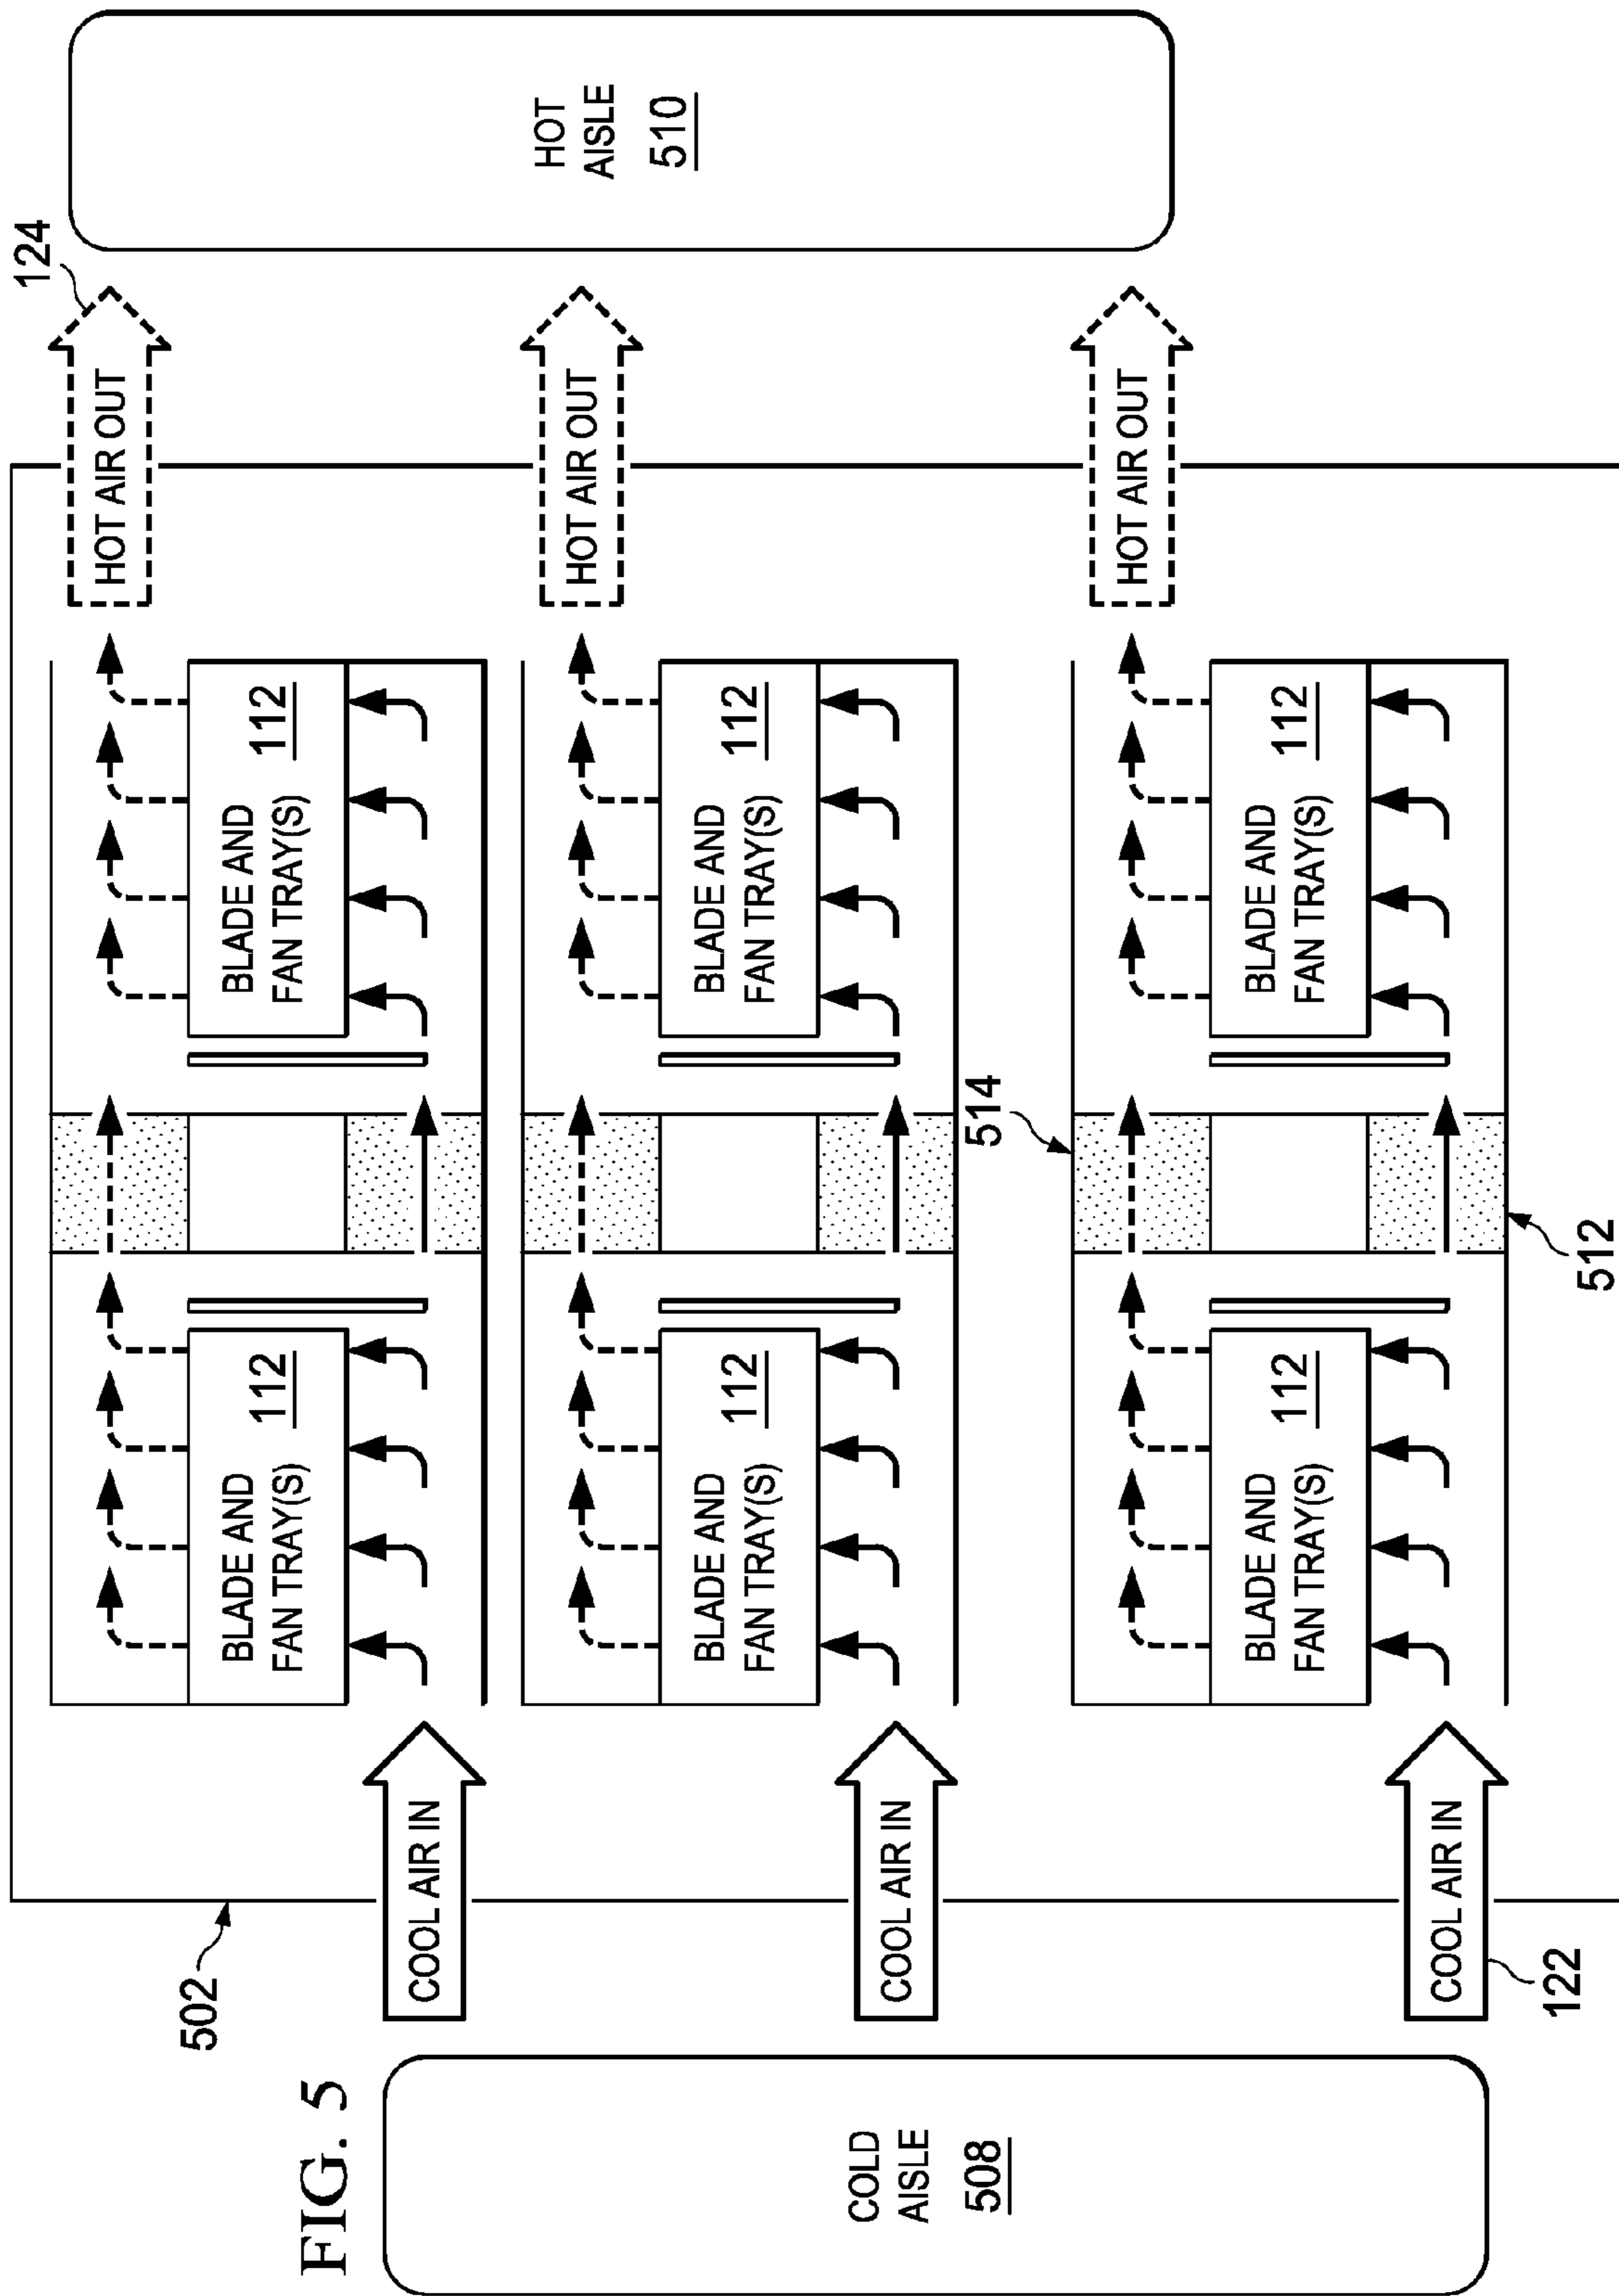 FIG. 5
502
124
COOL AIR IN
BLADE AND
FAN TRAY(S)
112
BLADE AND
FAN TRAY(S)
112
HOT AIR OUT
COLD
AISLE
508
COOL AIR IN
BLADE AND
FAN TRAY(S)
112
BLADE AND
FAN TRAY(S)
112
HOT AIR OUT
HOT
AISLE
510
514
COOL AIR IN
BLADE AND
FAN TRAY(S)
112
BLADE AND
FAN TRAY(S)
112
HOT AIR OUT
122
512